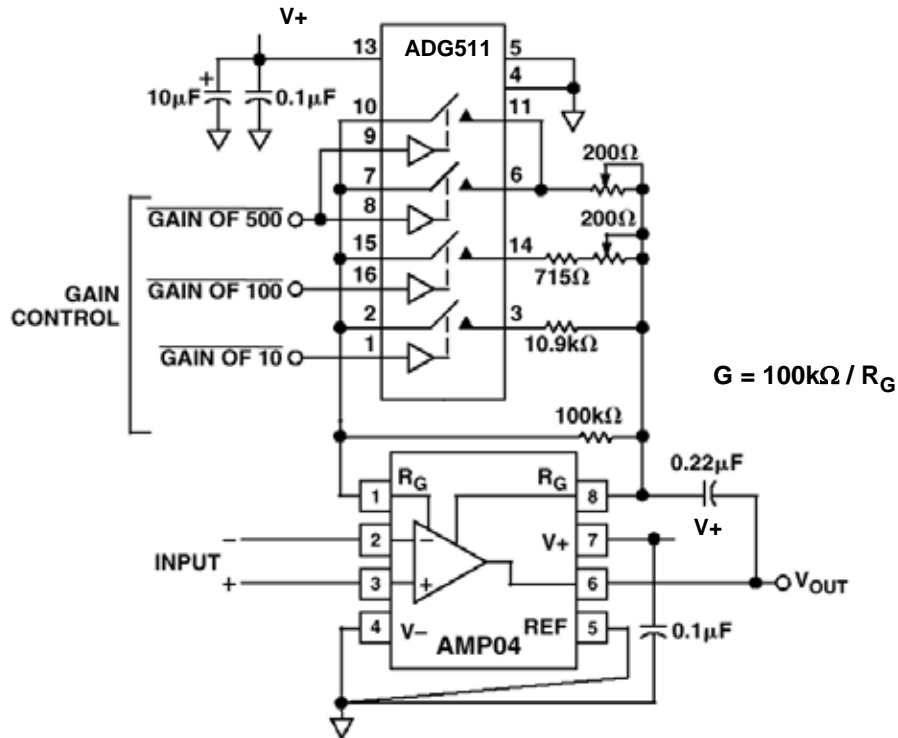 V+
13
ADG511
5
4
+
10µF
0.1µF
10
11
9
200Ω
7
6
GAIN OF 500
8
200Ω
15
14
715Ω
GAIN
CONTROL
GAIN OF 100
16
2
3
10.9kΩ
GAIN OF 10
1
G = 100kΩ / RG
100kΩ
0.22µF
RG
RG
1
8
V+
INPUT
−
2
−
V+
7
+
3
+
6
VOUT
4
V−
REF
5
0.1µF
AMP04